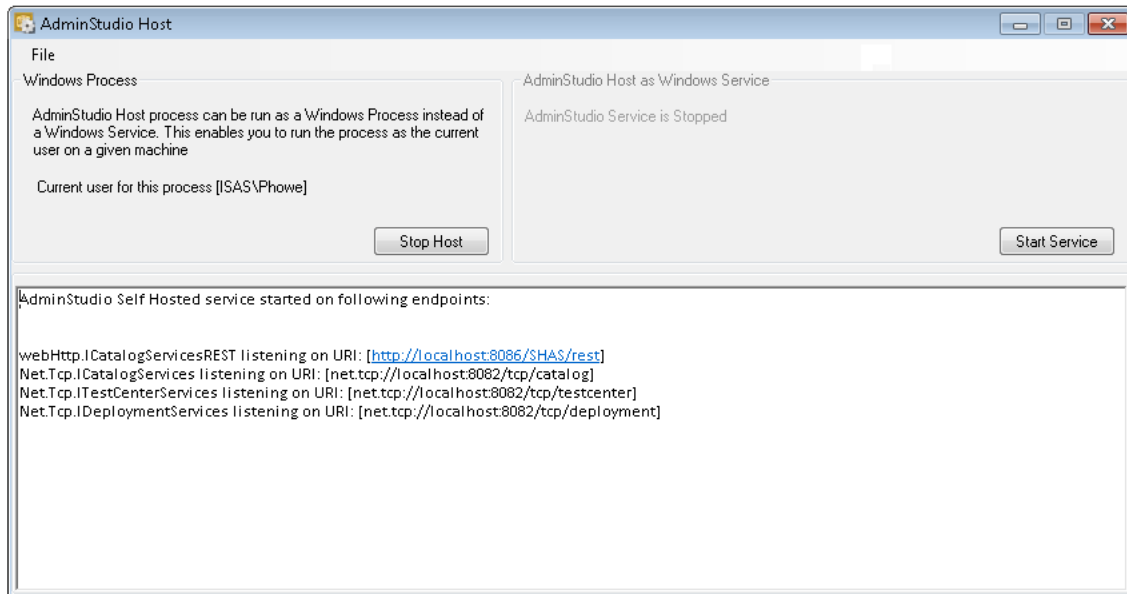 AdminStudio Host
File
Windows Process
AdminStudio Host process can be run as a Windows Process instead of
a Windows Service. This enables you to run the process as the current
user on a given machine
Current user for this process [ISAS\Phowe]
Stop Host
AdminStudio Host as Windows Service
AdminStudio Service is Stopped
Start Service
AdminStudio Self Hosted service started on following endpoints:
webHttp.ICatalogServicesREST listening on URI: [http://localhost:8086/SHAS/rest]
Net.Tcp.ICatalogServices listening on URI: [net.tcp://localhost:8082/tcp/catalog]
Net.Tcp.ITestCenterServices listening on URI: [net.tcp://localhost:8082/tcp/testcenter]
Net.Tcp.IDeploymentServices listening on URI: [net.tcp://localhost:8082/tcp/deployment]